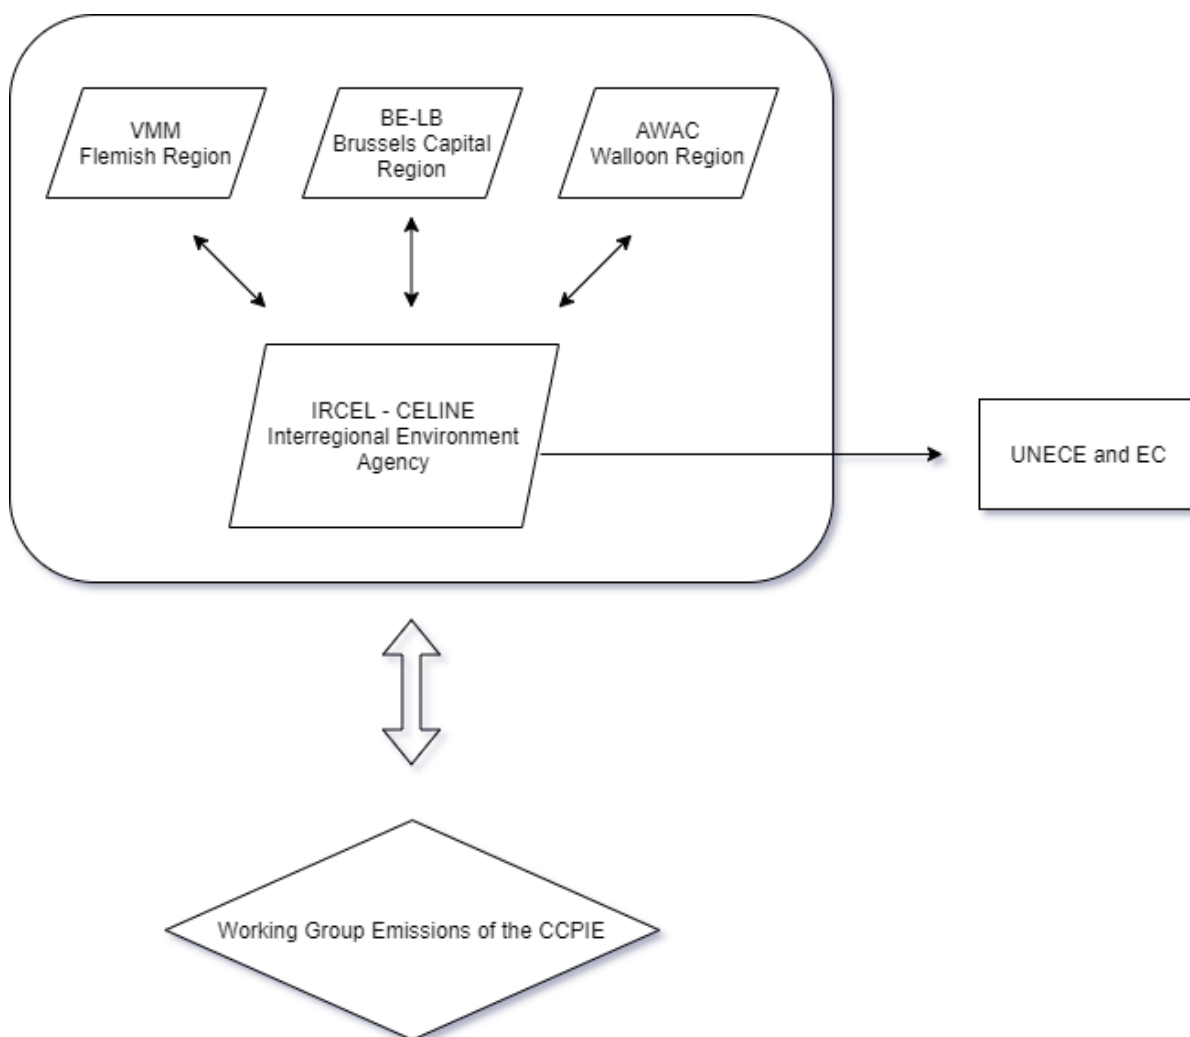 VMM
Flemish Region
BE-LB
Brussels Capital
Region
AWAC
Walloon Region
IRCEL - CELINE
Interregional Environment
Agency
UNECE and EC
Working Group Emissions of the CCPIE